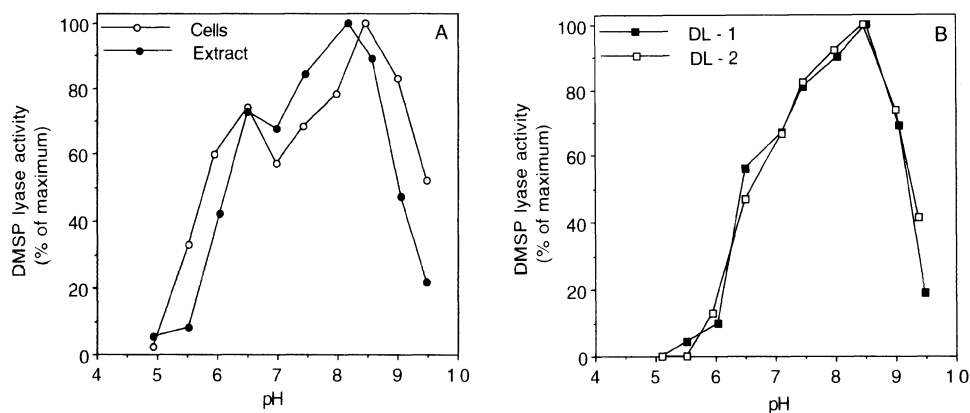 A
Cells
Extract
DMSP lyase activity
(% of maximum)
100
80
60
40
20
0
4 5 6 7 8 9 10
pH
B
DL - 1
DL - 2
DMSP lyase activity
(% of maximum)
100
80
60
40
20
0
4 5 6 7 8 9 10
pH